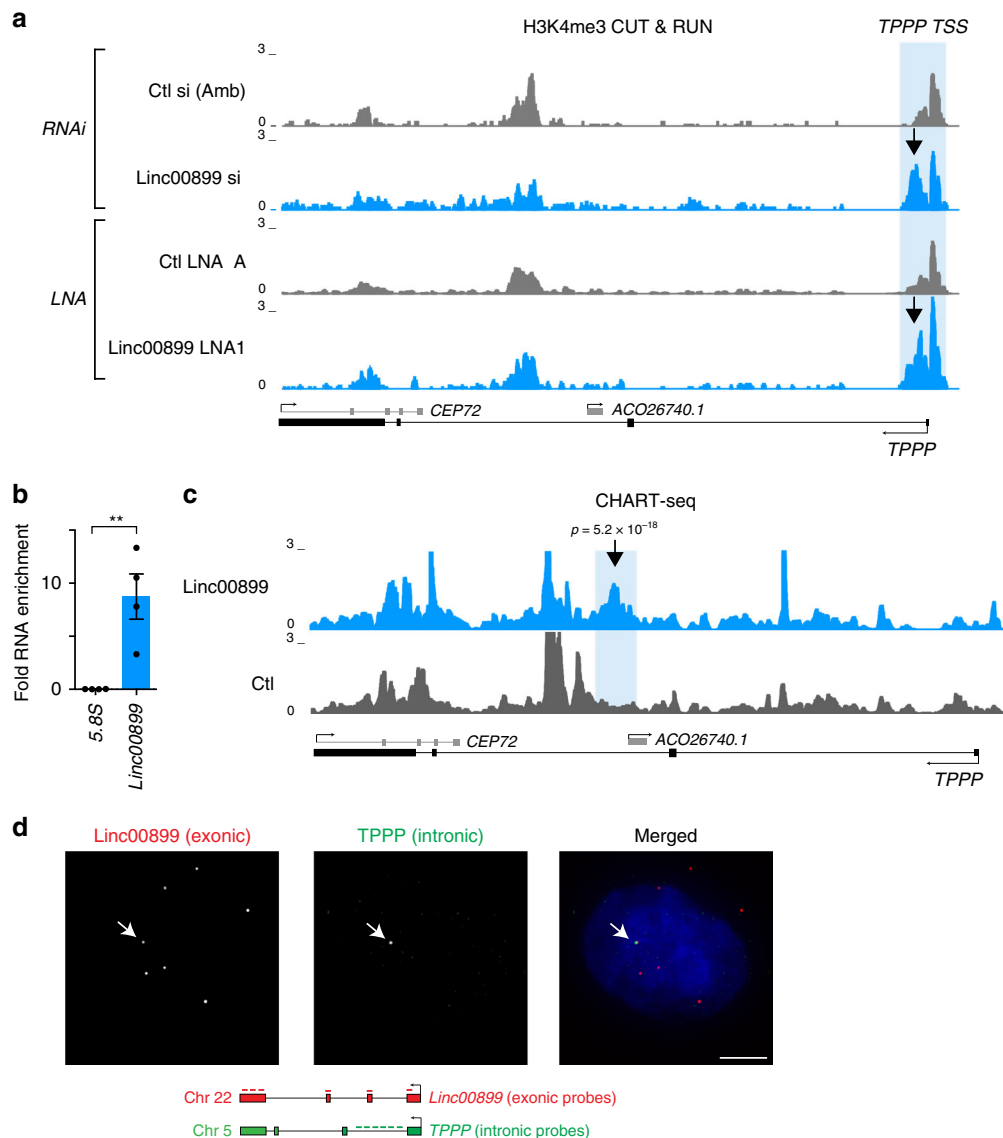 a
H3K4me3 CUT & RUN
TPPP TSS
3
Ctl si (Amb)
0
RNAi
3
Linc00899 si
0
3
Ctl LNA A
0
LNA
3
Linc00899 LNA1
0
CEP72
ACO26740.1
TPPP
b
**
10
0
Fold RNA enrichment
5.8S
Linc00899
c
CHART-seq
p = 5.2 × 10⁻¹⁸
3
Linc00899
0
3
Ctl
0
CEP72
ACO26740.1
TPPP
d
Linc00899 (exonic)
TPPP (intronic)
Merged
Chr 22
Linc00899 (exonic probes)
Chr 5
TPPP (intronic probes)